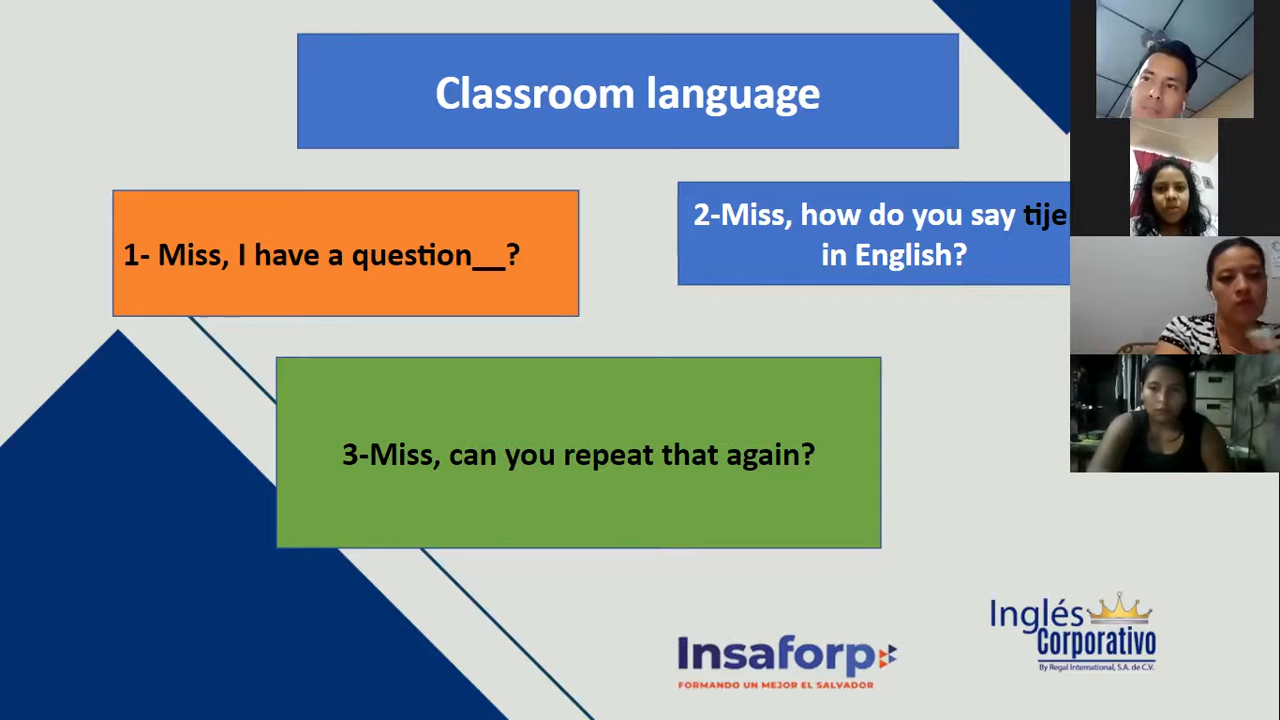 Classroom language
1- Miss, I have a question__?
2-Miss, how do you say tije
in English?
3-Miss, can you repeat that again?
Insaforp
FORMANDO UN MEJOR EL SALVADOR
Inglés
Corporativo
By Regal International, S.A. de C.V.